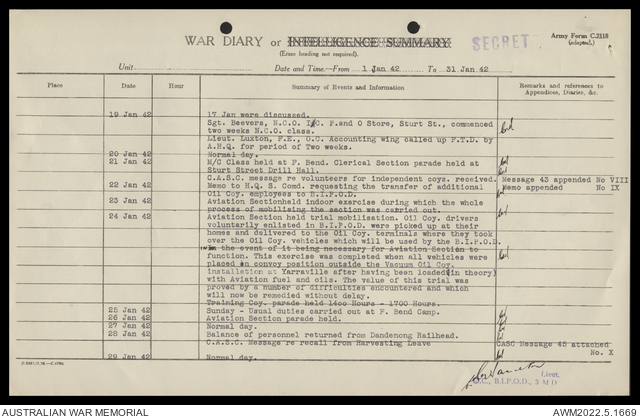 WAR DIARY or INTELLIGENCE SUMMARY
SECRET
Army Form C.2118
(adapted.)
(Erase heading not required).
Unit
Date and Time—From 1 Jan 42 To 31 Jan 42
Place Date Hour Summary of Events and Information Remarks and references to Appendices, Diaries, &c.
17 Jan were discussed.
19 Jan 42 Sgt. Beevers, N.C.O. I/C. P.and O Store, Sturt St., commenced
two weeks N.C.O. class.
Lieut. Luxton, F.E., O.C. Accounting wing called up F.T.D. by
A.H.Q. for period of Two Weeks.
20 Jan 42 Normal day.
21 Jan 42 M/C Class held at F. Bend. Clerical Section parade held at
Sturt Street Drill Hall.
C.A.S.C. message re volunteers for independent coys. received. Message 43 appended No VIII
22 Jan 42 Memo to H.Q. S. Comd. requesting the transfer of additional Memo appended No IX
Oil Coy. employees to B.I.P.O.D.
23 Jan 42 Aviation Sectionheld indoor exercise during which the whole
process of mobilising the section was carried out.
24 Jan 42 Aviation Section held trial mobilisation. Oil Coy. drivers
voluntarily enlisted in B.I.P.O.D. were picked up at their
homes and delivered to the Oil Coy. terminals where they took
over the Oil Coy. vehicles which will be used by the B.I.P.O.D.
in the event of it being necessary for Aviation Section to
function. This exercise was completed when all vehicles were
placed in convoy position outside the Vacuum Oil Coy.
installation at Yarraville after having been loaded(in theory)
with Aviation fuel and oils. The value of this trial was
proved by a number of difficulties encountered and which
will now be remedied without delay.
Training Coy. parade held 1400 Hours - 1700 Hours.
25 Jan 42 Sunday - Usual duties carried out at F. Bend Camp.
26 Jan 42 Aviation Section parade held.
27 Jan 42 Normal day.
28 Jan 42 Balance of personnel returned from Dandenong Railhead.
C.A.S.C. Message re recall from Harvesting Leave CASC Message 48 attached
No. X
29 Jan 42 Normal day.
Lieut.
O.C., B.I.P.O.D., 3 M D
AUSTRALIAN WAR MEMORIAL
AWM2022.5.1669